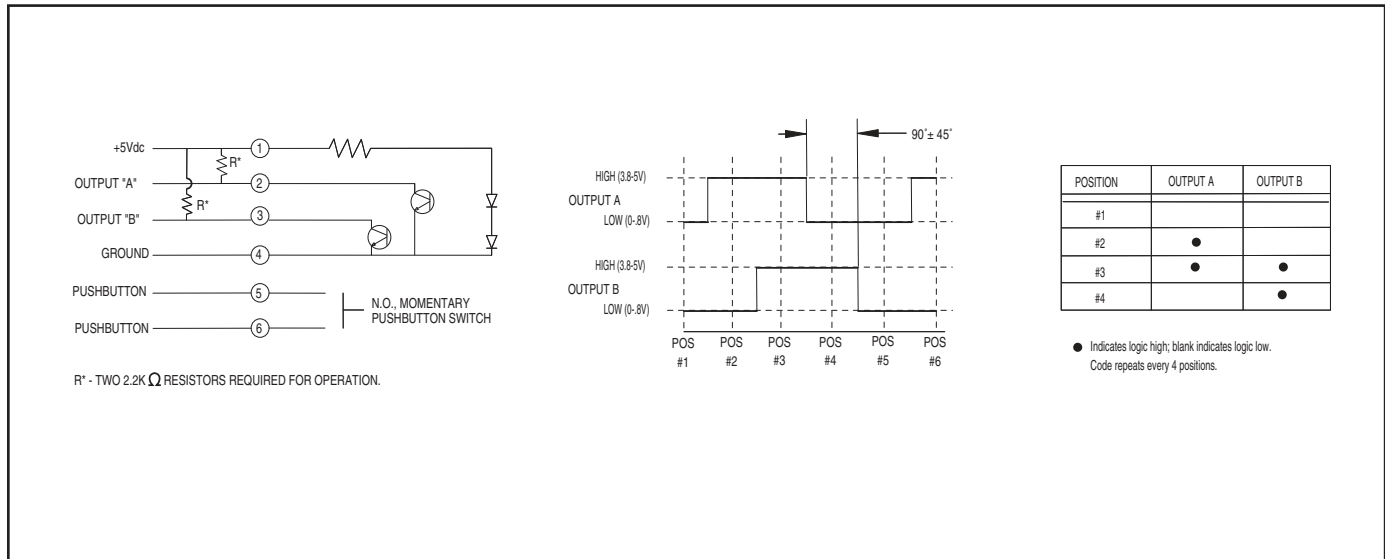 +5Vdc
1
R*
OUTPUT "A"
2
R*
OUTPUT "B"
3
GROUND
4
PUSHBUTTON
5
N.O., MOMENTARY
PUSHBUTTON SWITCH
PUSHBUTTON
6
R* - TWO 2.2K Ω RESISTORS REQUIRED FOR OPERATION.
90°± 45°
HIGH (3.8-5V)
OUTPUT A
LOW (0-.8V)
HIGH (3.8-5V)
OUTPUT B
LOW (0-.8V)
POS POS POS POS POS POS
#1 #2 #3 #4 #5 #6
POSITION OUTPUT A OUTPUT B
#1
#2 ●
#3 ● ●
#4 ●
● Indicates logic high; blank indicates logic low.
Code repeats every 4 positions.